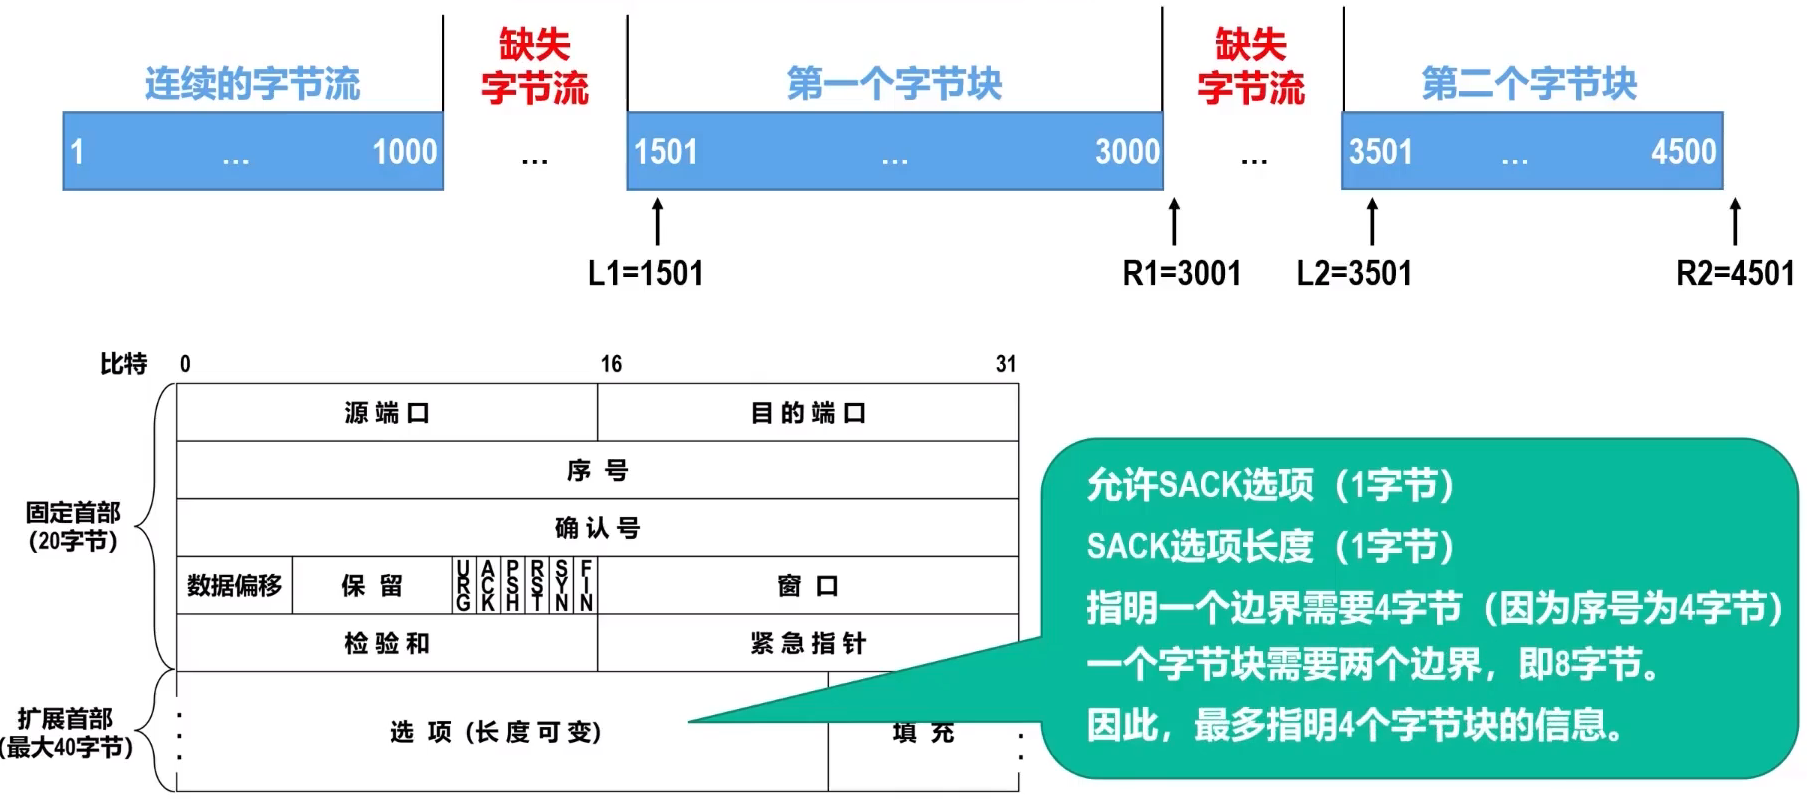 连续的字节流
缺失
字节流
第一个字节块
缺失
字节流
第二个字节块
1 ... 1000
...
1501 ... 3000
...
3501 ... 4500
L1=1501
R1=3001
L2=3501
R2=4501
比特 0 16 31
固定首部
(20字节)
源端口 目的端口
序号
确认号
数据偏移 保留 URG ACK PSH RST SYN FIN 窗口
检验和 紧急指针
扩展首部
(最大40字节)
选项 (长度可变) 填充
允许SACK选项（1字节）
SACK选项长度（1字节）
指明一个边界需要4字节（因为序号为4字节）
一个字节块需要两个边界，即8字节。
因此，最多指明4个字节块的信息。